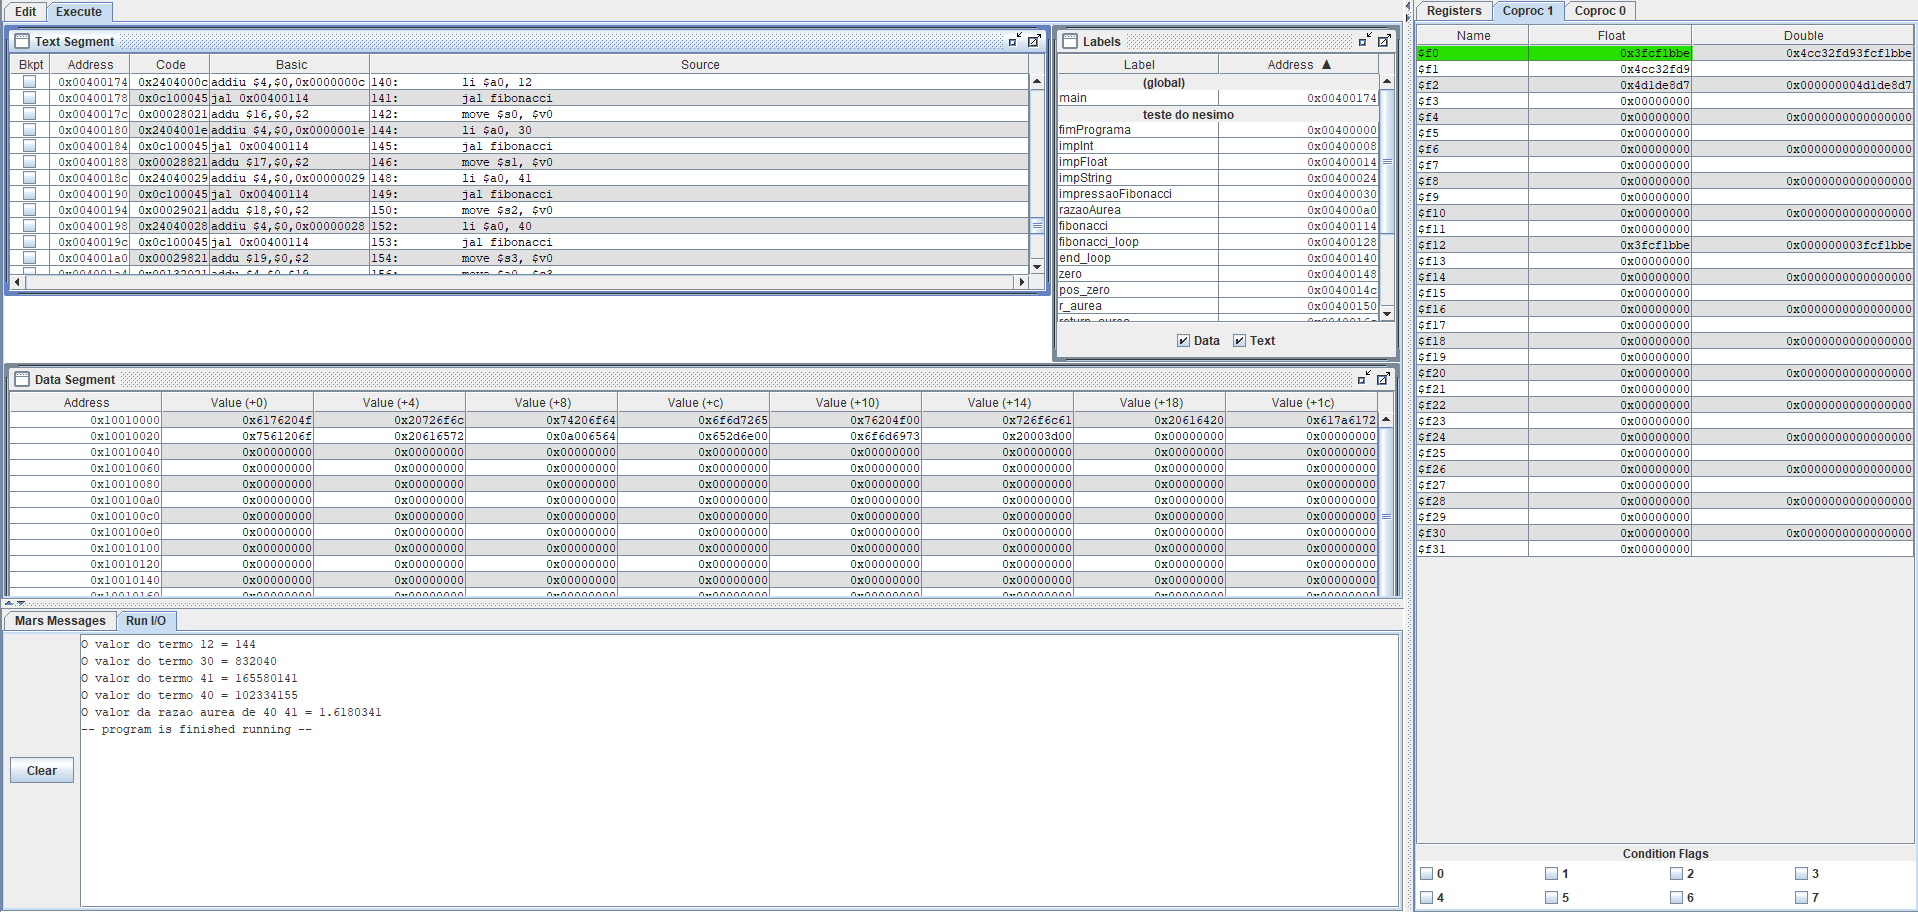 Edit Execute
Text Segment
Bkpt Address Code Basic Source
0x00400174 0x2404000c addiu $4,$0,0x0000000c 140: li $a0, 12
0x00400178 0x0c100045 jal 0x00400114 141: jal fibonacci
0x0040017c 0x00028021 addu $16,$0,$2 142: move $s0, $v0
0x00400180 0x2404001e addiu $4,$0,0x0000001e 144: li $a0, 30
0x00400184 0x0c100045 jal 0x00400114 145: jal fibonacci
0x00400188 0x00028821 addu $17,$0,$2 146: move $s1, $v0
0x0040018c 0x24040029 addiu $4,$0,0x00000029 148: li $a0, 41
0x00400190 0x0c100045 jal 0x00400114 149: jal fibonacci
0x00400194 0x00029021 addu $18,$0,$2 150: move $s2, $v0
0x00400198 0x24040028 addiu $4,$0,0x00000028 152: li $a0, 40
0x0040019c 0x0c100045 jal 0x00400114 153: jal fibonacci
0x004001a0 0x00029821 addu $19,$0,$2 154: move $s3, $v0
0x004001a4 0x00132021 addu $4,$0,$19 156: move $a0, $s3
Labels
Label Address ▲
(global)
main 0x00400174
teste do nesimo
fimPrograma 0x00400000
impInt 0x00400008
impFloat 0x00400014
impString 0x00400024
impressaoFibonacci 0x00400030
razaoAurea 0x004000a0
fibonacci 0x00400114
fibonacci_loop 0x00400128
end_loop 0x00400140
zero 0x00400148
pos_zero 0x0040014c
r_aurea 0x00400150
Data Text
Data Segment
Address Value (+0) Value (+4) Value (+8) Value (+c) Value (+10) Value (+14) Value (+18) Value (+1c)
0x10010000 0x6176204f 0x20726f6c 0x74206f64 0x6f6d7265 0x76204f00 0x726f6c61 0x20616420 0x617a6172
0x10010020 0x7561206f 0x20616572 0x0a006564 0x652d6e00 0x6f6d6973 0x20003d00 0x00000000 0x00000000
0x10010040 0x00000000 0x00000000 0x00000000 0x00000000 0x00000000 0x00000000 0x00000000 0x00000000
0x10010060 0x00000000 0x00000000 0x00000000 0x00000000 0x00000000 0x00000000 0x00000000 0x00000000
0x10010080 0x00000000 0x00000000 0x00000000 0x00000000 0x00000000 0x00000000 0x00000000 0x00000000
0x100100a0 0x00000000 0x00000000 0x00000000 0x00000000 0x00000000 0x00000000 0x00000000 0x00000000
0x100100c0 0x00000000 0x00000000 0x00000000 0x00000000 0x00000000 0x00000000 0x00000000 0x00000000
0x100100e0 0x00000000 0x00000000 0x00000000 0x00000000 0x00000000 0x00000000 0x00000000 0x00000000
0x10010100 0x00000000 0x00000000 0x00000000 0x00000000 0x00000000 0x00000000 0x00000000 0x00000000
0x10010120 0x00000000 0x00000000 0x00000000 0x00000000 0x00000000 0x00000000 0x00000000 0x00000000
0x10010140 0x00000000 0x00000000 0x00000000 0x00000000 0x00000000 0x00000000 0x00000000 0x00000000
0x10010160 0x00000000 0x00000000 0x00000000 0x00000000 0x00000000 0x00000000 0x00000000 0x00000000
Mars Messages Run I/O
O valor do termo 12 = 144
O valor do termo 30 = 832040
O valor do termo 41 = 165580141
O valor do termo 40 = 102334155
O valor da razao aurea de 40 41 = 1.6180341
-- program is finished running --
Clear
Registers Coproc 1 Coproc 0
Name Float Double
$f0 0x3fcf1bbe 0x4cc32fd93fcf1bbe
$f1 0x4cc32fd9
$f2 0x4d1de8d7 0x000000004d1de8d7
$f3 0x00000000
$f4 0x00000000 0x0000000000000000
$f5 0x00000000
$f6 0x00000000 0x0000000000000000
$f7 0x00000000
$f8 0x00000000 0x0000000000000000
$f9 0x00000000
$f10 0x00000000 0x0000000000000000
$f11 0x00000000
$f12 0x3fcf1bbe 0x000000003fcf1bbe
$f13 0x00000000
$f14 0x00000000 0x0000000000000000
$f15 0x00000000
$f16 0x00000000 0x0000000000000000
$f17 0x00000000
$f18 0x00000000 0x0000000000000000
$f19 0x00000000
$f20 0x00000000 0x0000000000000000
$f21 0x00000000
$f22 0x00000000 0x0000000000000000
$f23 0x00000000
$f24 0x00000000 0x0000000000000000
$f25 0x00000000
$f26 0x00000000 0x0000000000000000
$f27 0x00000000
$f28 0x00000000 0x0000000000000000
$f29 0x00000000
$f30 0x00000000 0x0000000000000000
$f31 0x00000000
Condition Flags
0 1 2 3
4 5 6 7